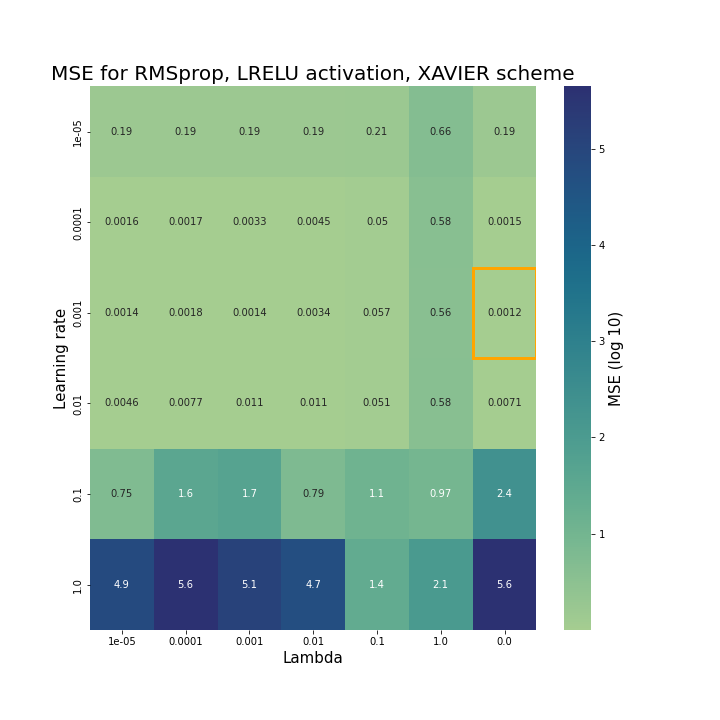 MSE for RMSprop, LRELU activation, XAVIER scheme
1e-05 0.19 0.19 0.19 0.19 0.21 0.66 0.19
0.0001 0.0016 0.0017 0.0033 0.0045 0.05 0.58 0.0015
0.001 0.0014 0.0018 0.0014 0.0034 0.057 0.56 0.0012
0.01 0.0046 0.0077 0.011 0.011 0.051 0.58 0.0071
0.1 0.75 1.6 1.7 0.79 1.1 0.97 2.4
1.0 4.9 5.6 5.1 4.7 1.4 2.1 5.6
1e-05 0.0001 0.001 0.01 0.1 1.0 0.0
Lambda
Learning rate
5
4
3
2
1
MSE (log 10)